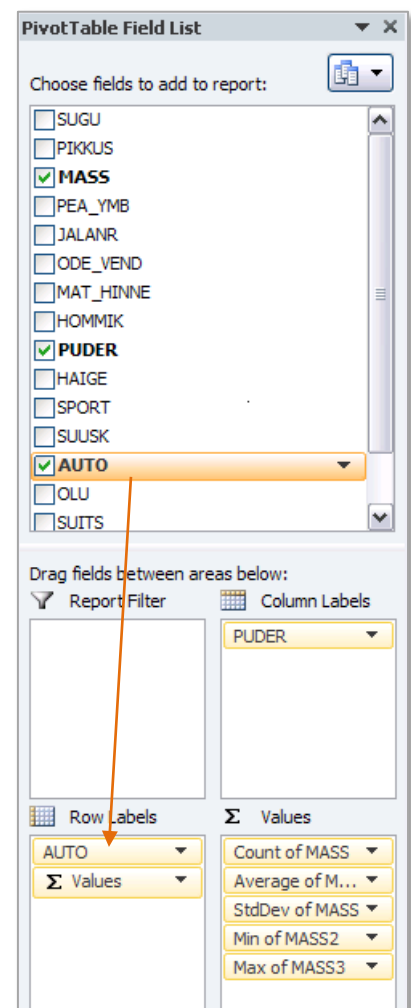 PivotTable Field List
Choose fields to add to report:
SUGU
PIKKUS
MASS
PEA_YMB
JALANR
ODE_VEND
MAT_HINNE
HOMMIK
PUDER
HAIGE
SPORT
SUUSK
AUTO
OLU
SUITS
Drag fields between areas below:
Report Filter
Column Labels
PUDER
Row Labels
Σ Values
AUTO
Σ Values
Count of MASS
Average of M...
StdDev of MASS
Min of MASS2
Max of MASS3